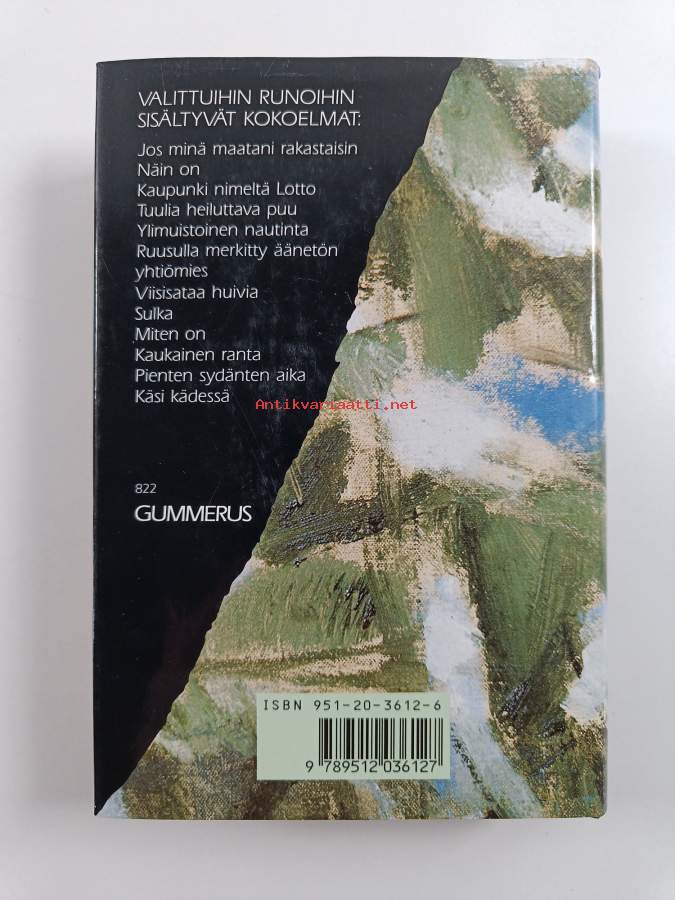 VALITTUIHIN RUNOIHIN
SISÄLTYVÄT KOKOELMAT:
Jos minä maatani rakastaisin
Näin on
Kaupunki nimeltä Lotto
Tuulia heiluttava puu
Ylimuistoinen nautinta
Ruusulla merkitty äänetön
yhtiömies
Viisisataa huivia
Sulka
Miten on
Kaukainen ranta
Pienten sydänten aika
Käsi kädessä
Antikvariaatti.net
822
GUMMERUS
ISBN 951-20-3612-6
9 789512 036127